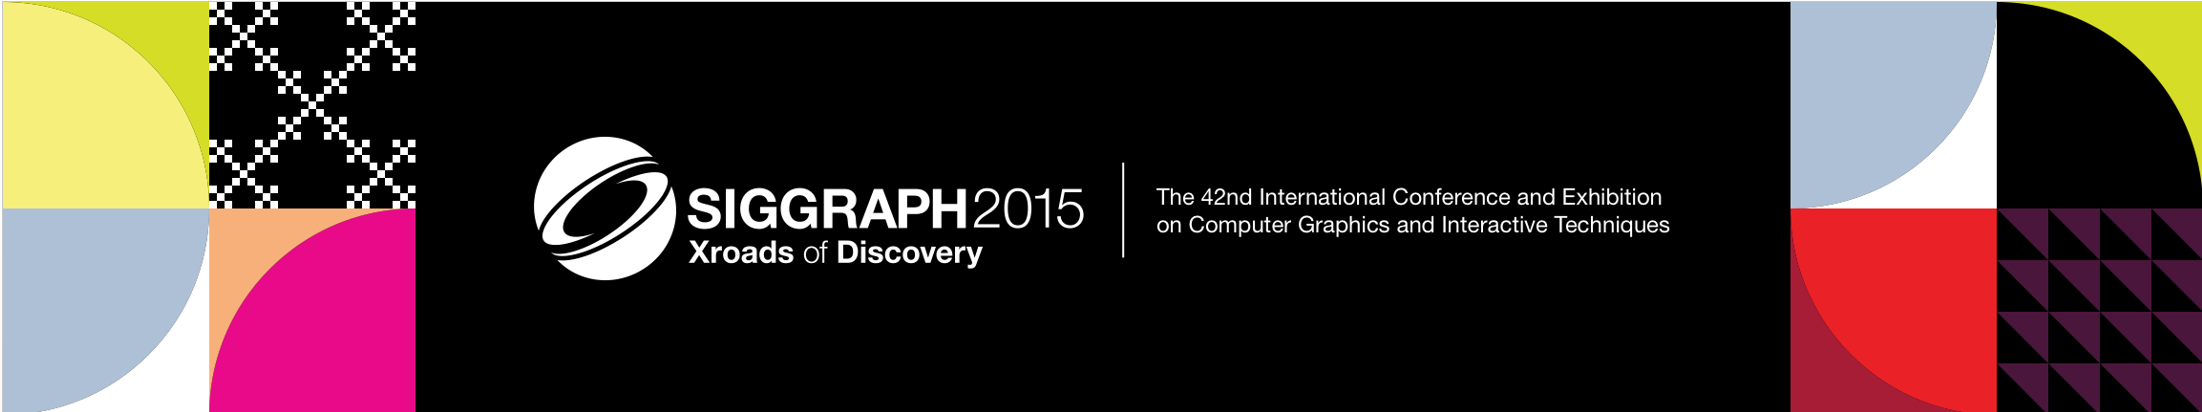 SIGGRAPH2015
Xroads of Discovery
The 42nd International Conference and Exhibition
on Computer Graphics and Interactive Techniques